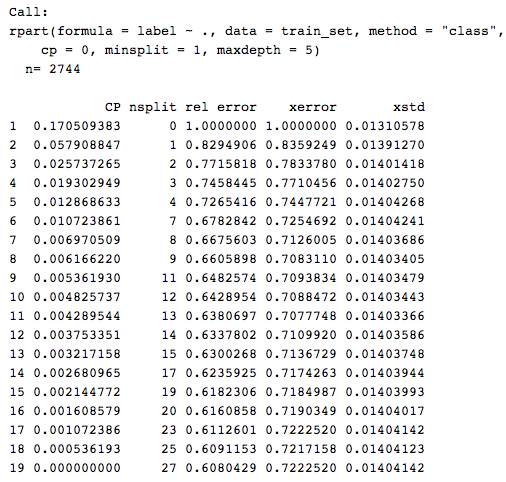 Call:
rpart(formula = label ~ ., data = train_set, method = "class",
    cp = 0, minsplit = 1, maxdepth = 5)
  n= 2744

            CP nsplit rel error    xerror       xstd
1  0.170509383      0 1.0000000 1.0000000 0.01310578
2  0.057908847      1 0.8294906 0.8359249 0.01391270
3  0.025737265      2 0.7715818 0.7833780 0.01401418
4  0.019302949      3 0.7458445 0.7710456 0.01402750
5  0.012868633      4 0.7265416 0.7447721 0.01404268
6  0.010723861      7 0.6782842 0.7254692 0.01404241
7  0.006970509      8 0.6675603 0.7126005 0.01403686
8  0.006166220      9 0.6605898 0.7083110 0.01403405
9  0.005361930     11 0.6482574 0.7093834 0.01403479
10 0.004825737     12 0.6428954 0.7088472 0.01403443
11 0.004289544     13 0.6380697 0.7077748 0.01403366
12 0.003753351     14 0.6337802 0.7109920 0.01403586
13 0.003217158     15 0.6300268 0.7136729 0.01403748
14 0.002680965     17 0.6235925 0.7174263 0.01403944
15 0.002144772     19 0.6182306 0.7184987 0.01403993
16 0.001608579     20 0.6160858 0.7190349 0.01404017
17 0.001072386     23 0.6112601 0.7222520 0.01404142
18 0.000536193     25 0.6091153 0.7217158 0.01404123
19 0.000000000     27 0.6080429 0.7222520 0.01404142